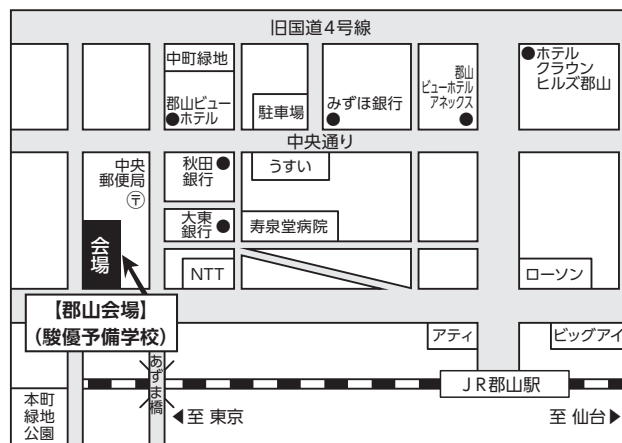 旧国道4号線
中町緑地
郡山ビュー
ホテル
駐車場
みずほ銀行
郡山
ビューホテル
アネックス
ホテル
クラウン
ヒルズ郡山
中央通り
中央
郵便局
〒
秋田
銀行
うすい
大東
銀行
寿泉堂病院
会場
NTT
ローソン
【郡山会場】
(駿優予備学校)
アティ
ビッグアイ
あずま橋
JR郡山駅
本町
緑地
公園
◀至 東京
至 仙台▶